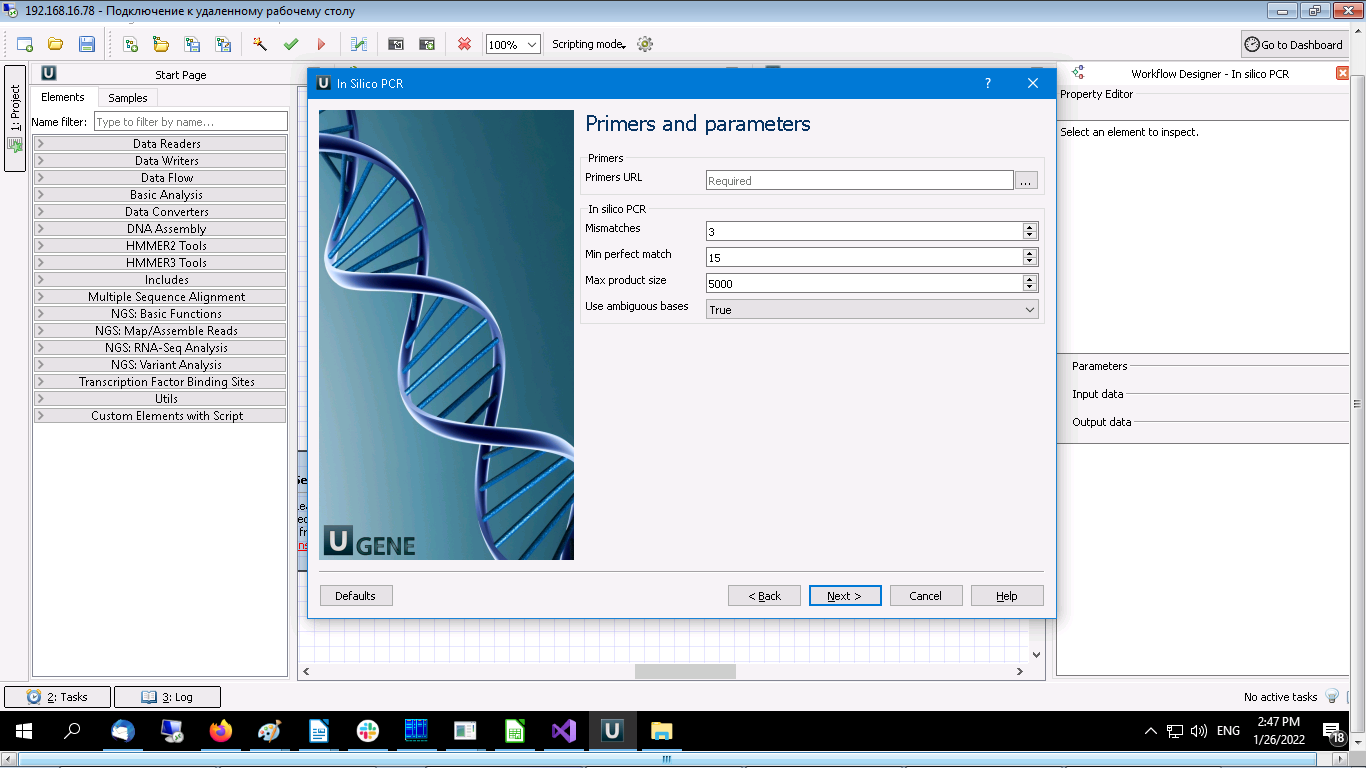 192.168.16.78 - Подключение к удаленному рабочему столу
100%
Scripting mode
Go to Dashboard
1: Project
Start Page
Elements
Samples
Name filter:
Type to filter by name...
Data Readers
Data Writers
Data Flow
Basic Analysis
Data Converters
DNA Assembly
HMMER2 Tools
HMMER3 Tools
Includes
Multiple Sequence Alignment
NGS: Basic Functions
NGS: Map/Assemble Reads
NGS: RNA-Seq Analysis
NGS: Variant Analysis
Transcription Factor Binding Sites
Utils
Custom Elements with Script
In Silico PCR
?
Primers and parameters
Primers
Primers URL
Required
...
In silico PCR
Mismatches
3
Min perfect match
15
Max product size
5000
Use ambiguous bases
True
U GENE
Defaults
< Back
Next >
Cancel
Help
Workflow Designer - In silico PCR
Property Editor
Select an element to inspect.
Parameters
Input data
Output data
2: Tasks
3: Log
No active tasks
ENG
2:47 PM
1/26/2022
18